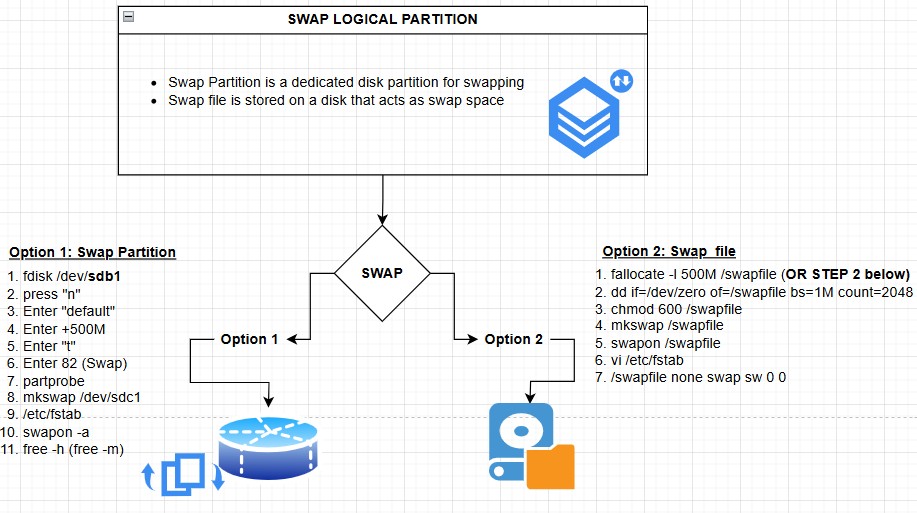 SWAP LOGICAL PARTITION
• Swap Partition is a dedicated disk partition for swapping
• Swap file is stored on a disk that acts as swap space
SWAP
Option 1
Option 2
Option 1: Swap Partition
1. fdisk /dev/sdb1
2. press "n"
3. Enter "default"
4. Enter +500M
5. Enter "t"
6. Enter 82 (Swap)
7. partprobe
8. mkswap /dev/sdc1
9. /etc/fstab
10. swapon -a
11. free -h (free -m)
Option 2: Swap file
1. fallocate -l 500M /swapfile (OR STEP 2 below)
2. dd if=/dev/zero of=/swapfile bs=1M count=2048
3. chmod 600 /swapfile
4. mkswap /swapfile
5. swapon /swapfile
6. vi /etc/fstab
7. /swapfile none swap sw 0 0